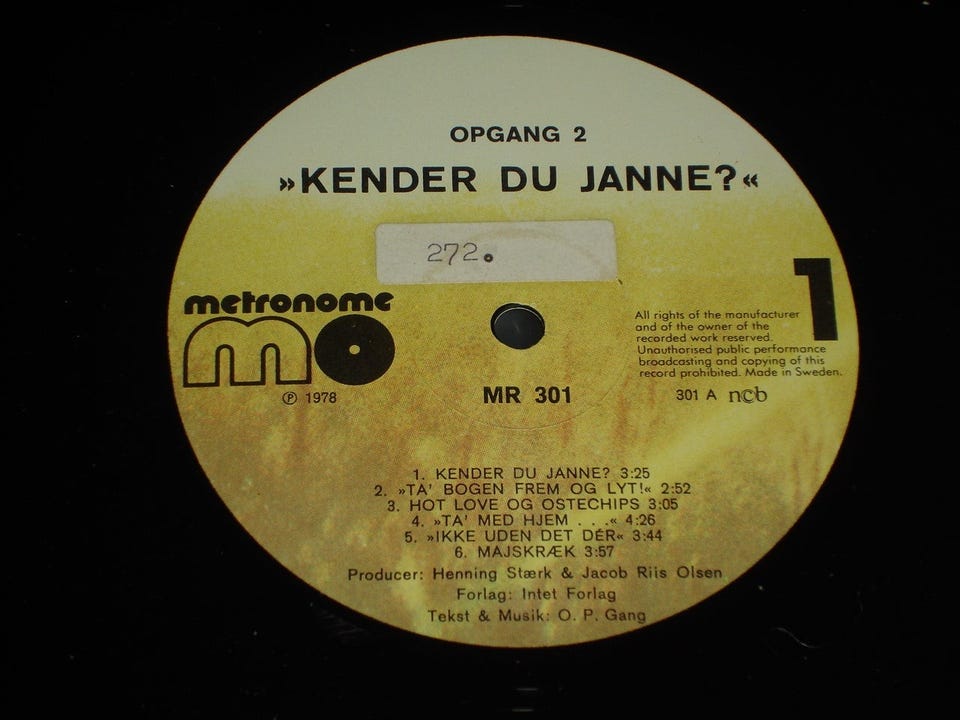 OPGANG 2
»KENDER DU JANNE?«
272.
metronome
mo
℗ 1978
MR 301
1
All rights of the manufacturer
and of the owner of the
recorded work reserved.
Unauthorised public performance
broadcasting and copying of this
record prohibited. Made in Sweden.
301 A ncb
1. KENDER DU JANNE? 3:25
2. »TA' BOGEN FREM OG LYT!« 2:52
3. HOT LOVE OG OSTECHIPS 3:05
4. »TA' MED HJEM . . .« 4:26
5. »IKKE UDEN DET DÉR« 3:44
6. MAJSKRÆK 3:57
Producer: Henning Stærk & Jacob Riis Olsen
Forlag: Intet Forlag
Tekst & Musik: O. P. Gang